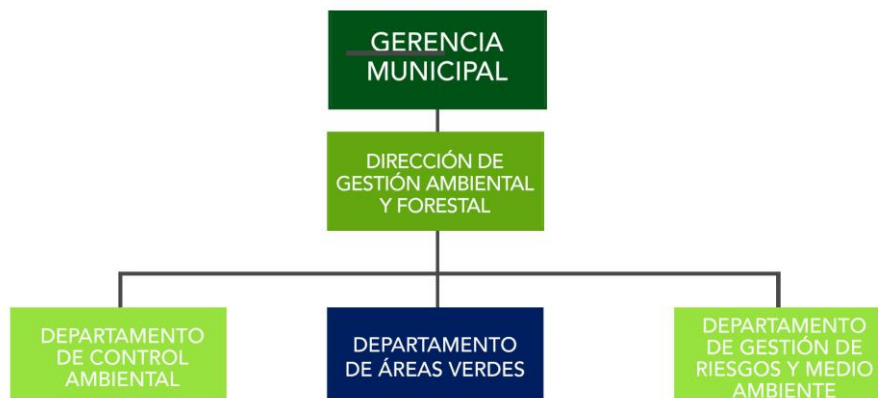 GERENCIA
MUNICIPAL
DIRECCIÓN DE
GESTIÓN AMBIENTAL
Y FORESTAL
DEPARTAMENTO
DE CONTROL
AMBIENTAL
DEPARTAMENTO
DE ÁREAS VERDES
DEPARTAMENTO
DE GESTIÓN DE
RIESGOS Y MEDIO
AMBIENTE